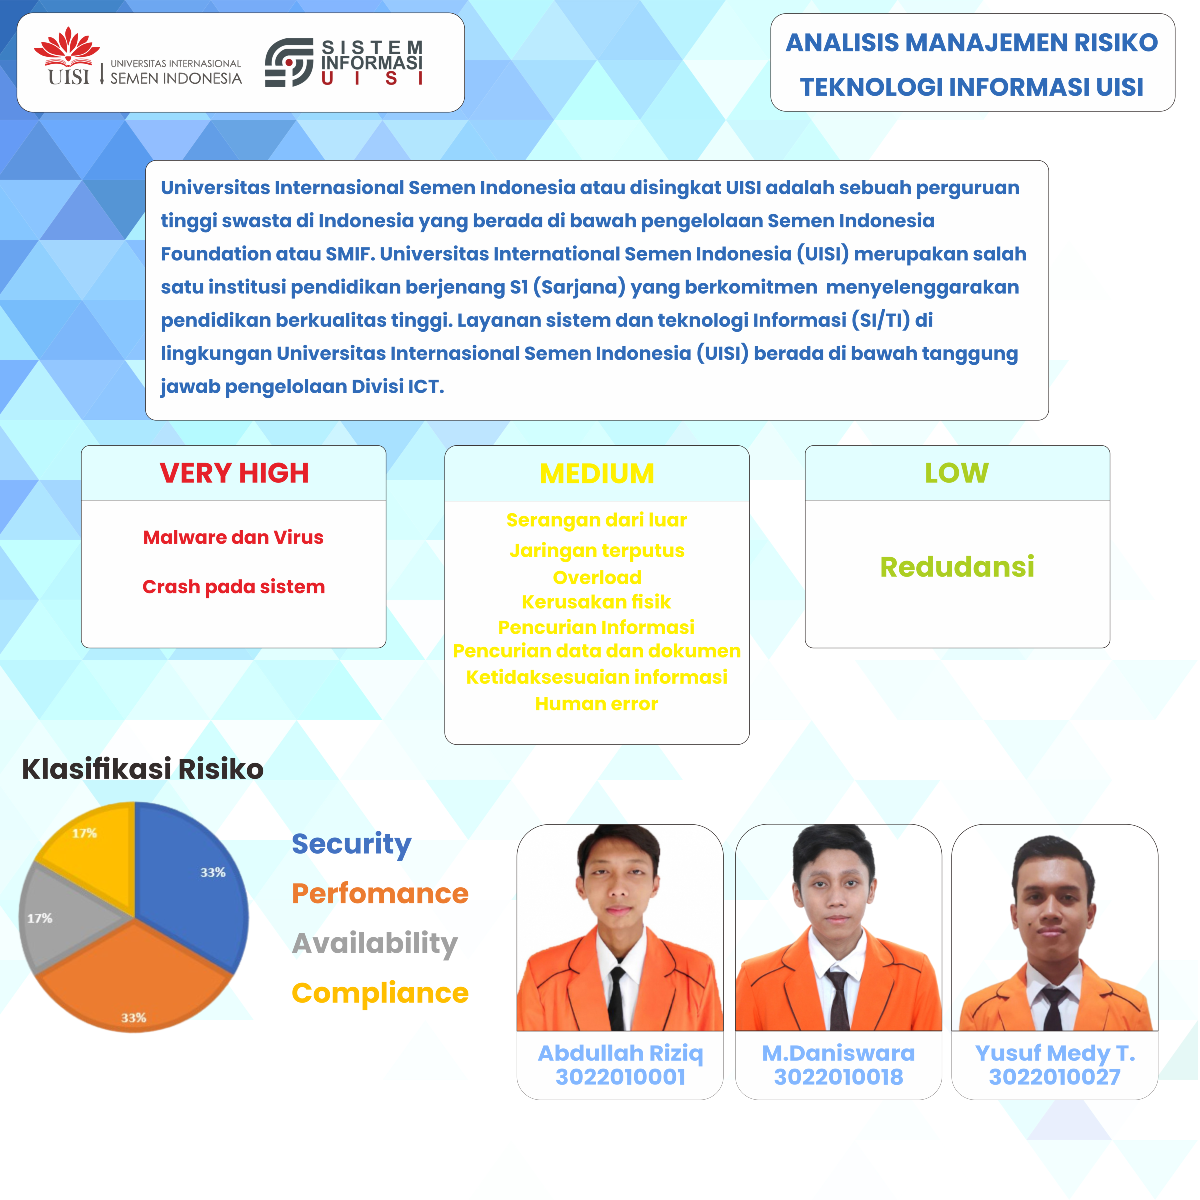 UISI
UNIVERSITAS INTERNASIONAL
SEMEN INDONESIA
SISTEM
INFORMASI
UISI
ANALISIS MANAJEMEN RISIKO
TEKNOLOGI INFORMASI UISI
Universitas Internasional Semen Indonesia atau disingkat UISI adalah sebuah perguruan
tinggi swasta di Indonesia yang berada di bawah pengelolaan Semen Indonesia
Foundation atau SMIF. Universitas International Semen Indonesia (UISI) merupakan salah
satu institusi pendidikan berjenang S1 (Sarjana) yang berkomitmen menyelenggarakan
pendidikan berkualitas tinggi. Layanan sistem dan teknologi Informasi (SI/TI) di
lingkungan Universitas Internasional Semen Indonesia (UISI) berada di bawah tanggung
jawab pengelolaan Divisi ICT.
VERY HIGH
Malware dan Virus
Crash pada sistem
MEDIUM
Serangan dari luar
Jaringan terputus
Overload
Kerusakan fisik
Pencurian Informasi
Pencurian data dan dokumen
Ketidaksesuaian informasi
Human error
LOW
Redudansi
Klasifikasi Risiko
17%
33%
17%
33%
Security
Perfomance
Availability
Compliance
Abdullah Riziq
3022010001
M.Daniswara
3022010018
Yusuf Medy T.
3022010027